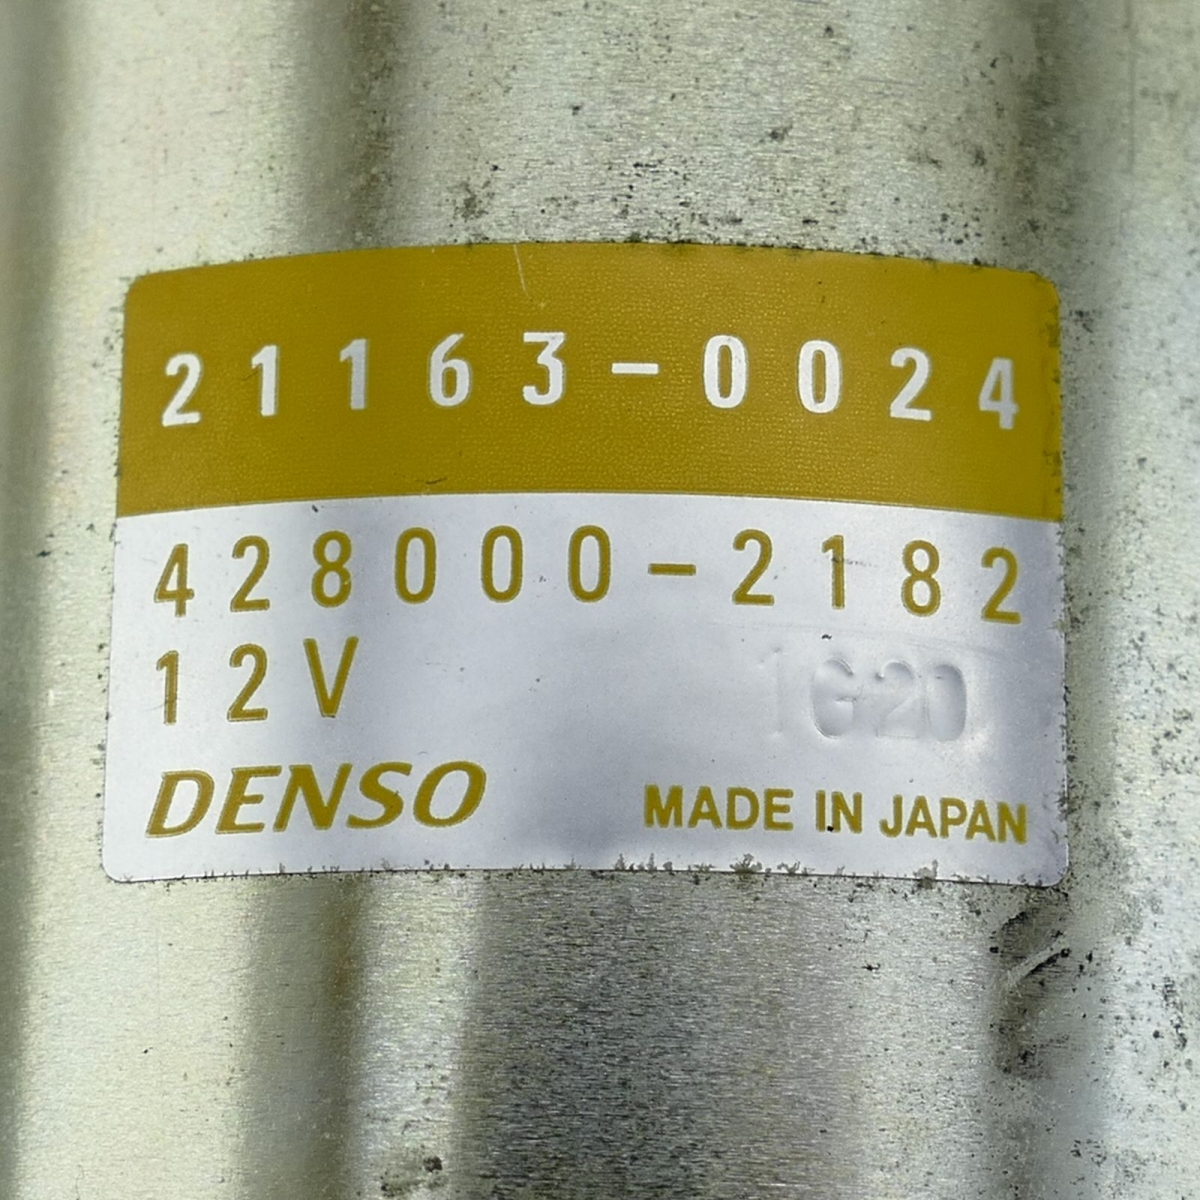 21163-0024
428000-2182
12V
1G20
DENSO
MADE IN JAPAN